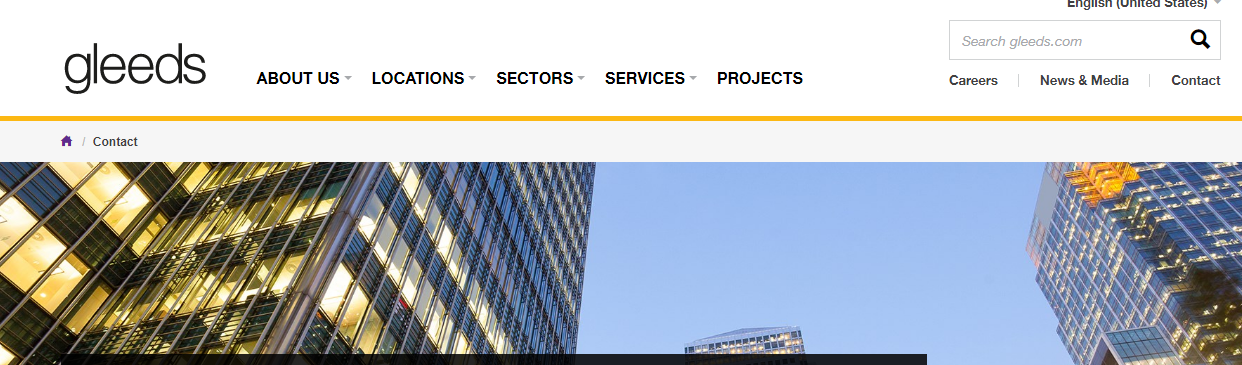 English (United States)
Search gleeds.com
gleeds
ABOUT US LOCATIONS SECTORS SERVICES PROJECTS
Careers | News & Media | Contact
/ Contact